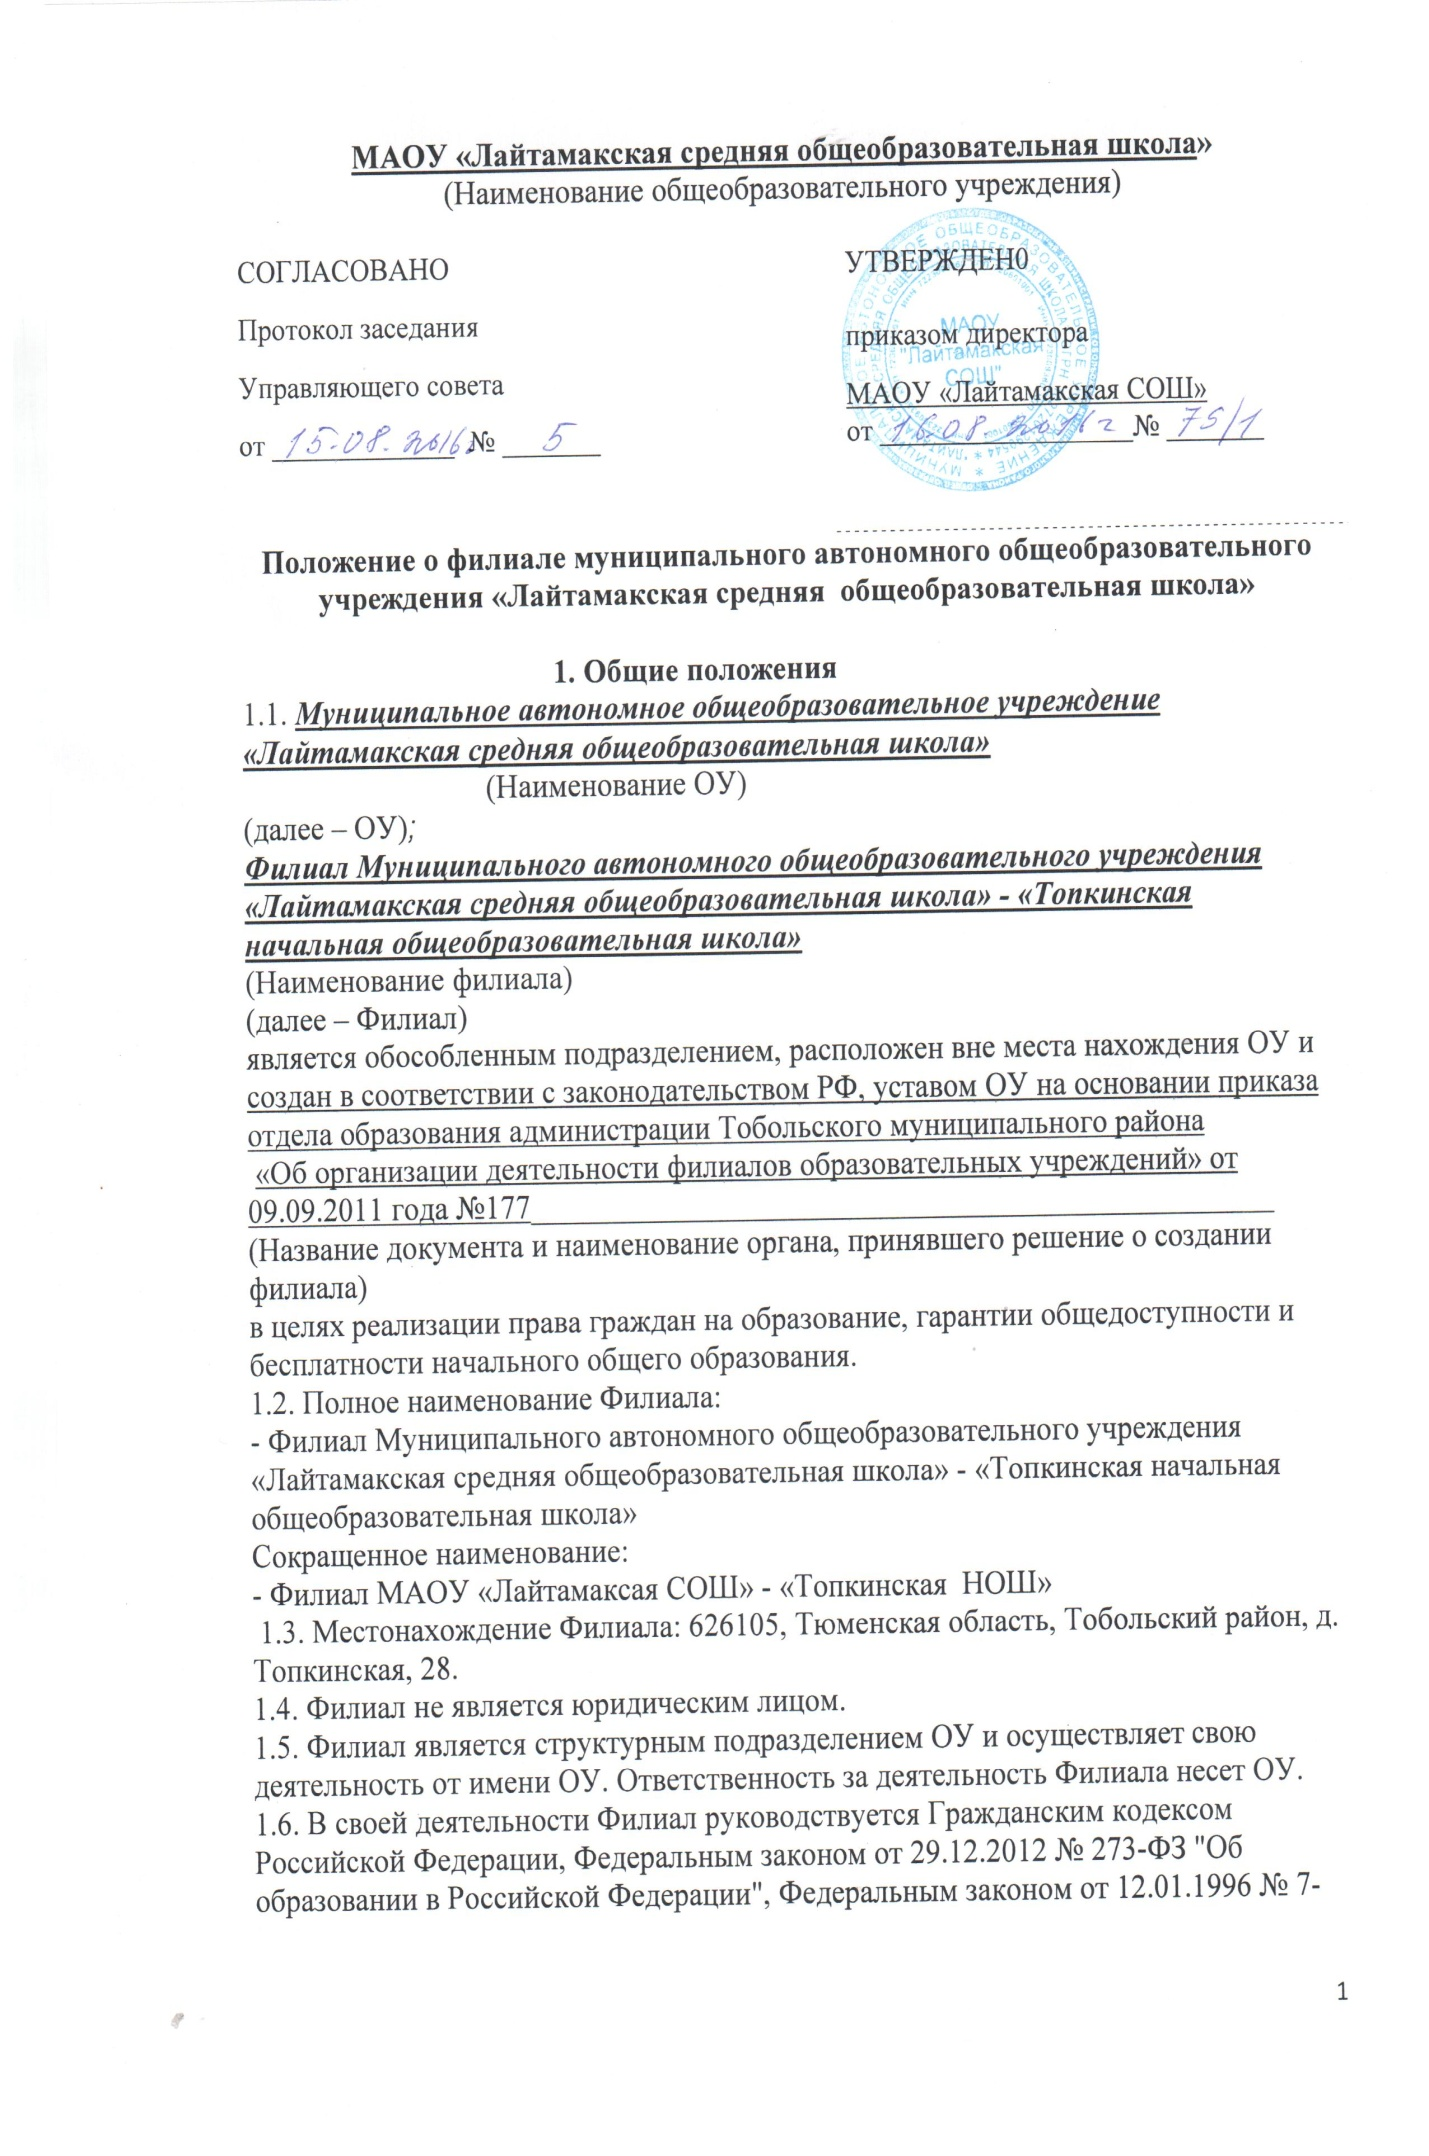 МАОУ «Лайтамакская средняя общеобразовательная школа»
(Наименование общеобразовательного учреждения)
СОГЛАСОВАНО
Протокол заседания
Управляющего совета
от 15.08.2016г № 5
УТВЕРЖДЕН0
приказом директора
МАОУ «Лайтамакская СОШ»
от 16.08.2016г № 75/1
МАОУ
"Лайтамакская
СОШ"
Положение о филиале муниципального автономного общеобразовательного
учреждения «Лайтамакская средняя общеобразовательная школа»
1. Общие положения
1.1. Муниципальное автономное общеобразовательное учреждение
«Лайтамакская средняя общеобразовательная школа»
(Наименование ОУ)
(далее – ОУ);
Филиал Муниципального автономного общеобразовательного учреждения
«Лайтамакская средняя общеобразовательная школа» - «Топкинская
начальная общеобразовательная школа»
(Наименование филиала)
(далее – Филиал)
является обособленным подразделением, расположен вне места нахождения ОУ и
создан в соответствии с законодательством РФ, уставом ОУ на основании приказа
отдела образования администрации Тобольского муниципального района
«Об организации деятельности филиалов образовательных учреждений» от
09.09.2011 года №177
(Название документа и наименование органа, принявшего решение о создании
филиала)
в целях реализации права граждан на образование, гарантии общедоступности и
бесплатности начального общего образования.
1.2. Полное наименование Филиала:
- Филиал Муниципального автономного общеобразовательного учреждения
«Лайтамакская средняя общеобразовательная школа» - «Топкинская начальная
общеобразовательная школа»
Сокращенное наименование:
- Филиал МАОУ «Лайтамаксая СОШ» - «Топкинская НОШ»
1.3. Местонахождение Филиала: 626105, Тюменская область, Тобольский район, д.
Топкинская, 28.
1.4. Филиал не является юридическим лицом.
1.5. Филиал является структурным подразделением ОУ и осуществляет свою
деятельность от имени ОУ. Ответственность за деятельность Филиала несет ОУ.
1.6. В своей деятельности Филиал руководствуется Гражданским кодексом
Российской Федерации, Федеральным законом от 29.12.2012 № 273-ФЗ "Об
образовании в Российской Федерации", Федеральным законом от 12.01.1996 № 7-
1